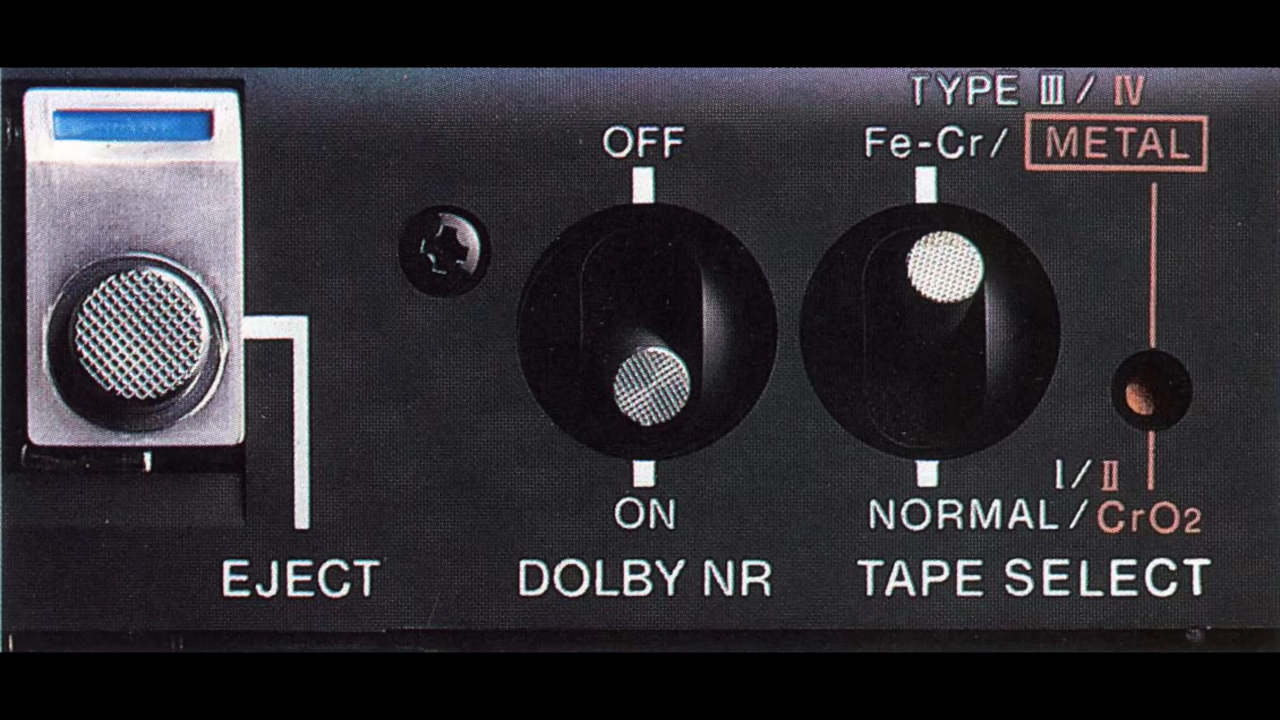 TYPE III / IV
OFF
Fe-Cr/ METAL
I/II
ON
NORMAL/CrO2
EJECT
DOLBY NR
TAPE SELECT